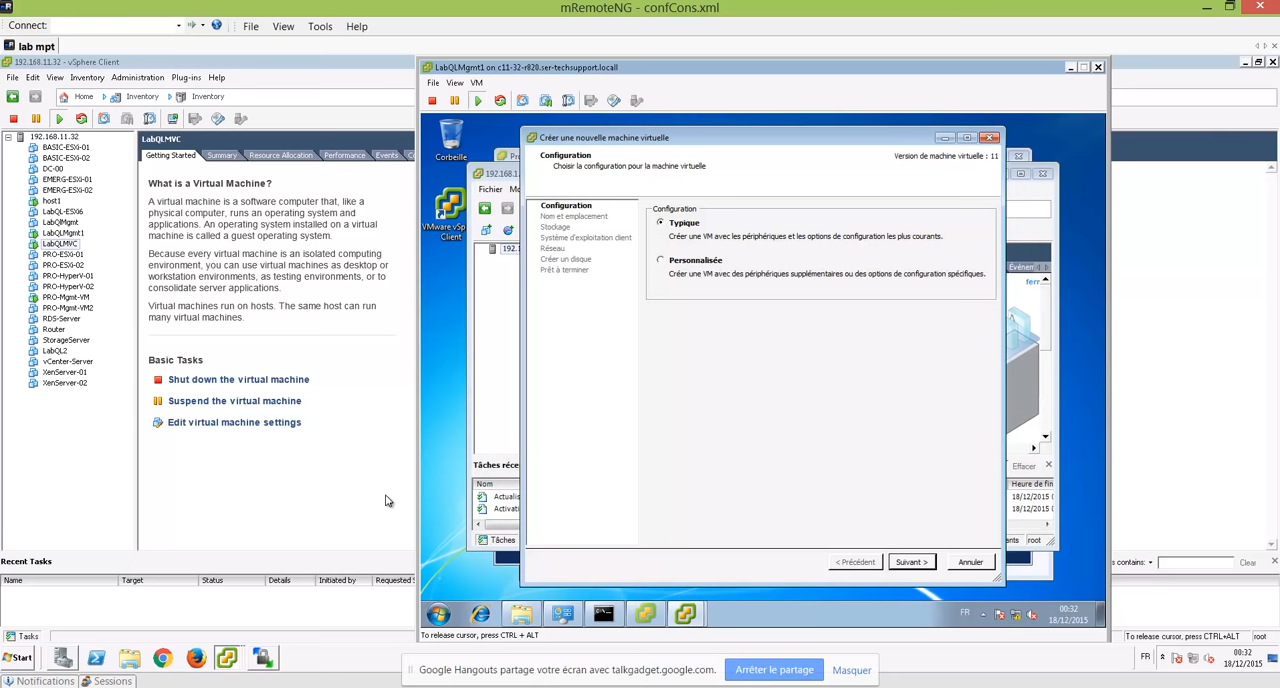 mRemoteNG - confCons.xml
Connect: File View Tools Help
lab mpt
192.168.11.32 - vSphere Client
File Edit View Inventory Administration Plug-ins Help
Home Inventory Inventory
192.168.11.32
BASIC-ESXi-01
BASIC-ESXi-02
DC-00
EMERG-ESXi-01
EMERG-ESXi-02
host1
LabQL-ESXi6
LabQLMgmt
LabQLMgmt1
LabQLMVC
PRO-ESXi-01
PRO-ESXi-02
PRO-HyperV-01
PRO-HyperV-02
PRO-Mgmt-VM
PRO-Mgmt-VM2
RDS-Server
Router
StorageServer
LabQL2
vCenter-Server
XenServer-01
XenServer-02
LabQLMVC
Getting Started Summary Resource Allocation Performance Events
What is a Virtual Machine?
A virtual machine is a software computer that, like a
physical computer, runs an operating system and
applications. An operating system installed on a virtual
machine is called a guest operating system.
Because every virtual machine is an isolated computing
environment, you can use virtual machines as desktop or
workstation environments, as testing environments, or to
consolidate server applications.
Virtual machines run on hosts. The same host can run
many virtual machines.
Basic Tasks
Shut down the virtual machine
Suspend the virtual machine
Edit virtual machine settings
LabQLMgmt1 on c11-32-r820.ser-techsupport.locall
File View VM
Corbeille
VMware vSp
Client
Fichier
Créer une nouvelle machine virtuelle
Configuration
Choisir la configuration pour la machine virtuelle
Version de machine virtuelle : 11
Configuration
Nom et emplacement
Stockage
Système d'exploitation client
Réseau
Créer un disque
Prêt à terminer
Configuration
Typique
Créer une VM avec les périphériques et les options de configuration les plus courants.
Personnalisée
Créer une VM avec des périphériques supplémentaires ou des options de configuration spécifiques.
< Précédent Suivant > Annuler
Tâches réce
Nom
Actualis
Activati
Tâches
Événem
Effacer
Heure de fin
18/12/2015
18/12/2015
root
FR
00:32
18/12/2015
To release cursor, press CTRL + ALT
Recent Tasks
Name Target Status Details Initiated by Requested S
contains: Clear
Tasks
To release cursor, press CTRL+ALT root
Start
Google Hangouts partage votre écran avec talkgadget.google.com. Arrêter le partage Masquer
FR
00:32
18/12/2015
Notifications Sessions